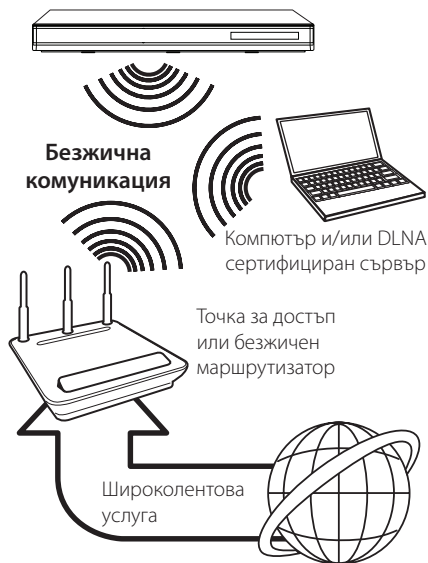 Безжична
комуникация
Компютър и/или DLNA
сертифициран сървър
Точка за достъп
или безжичен
маршрутизатор
Широколентова
услуга